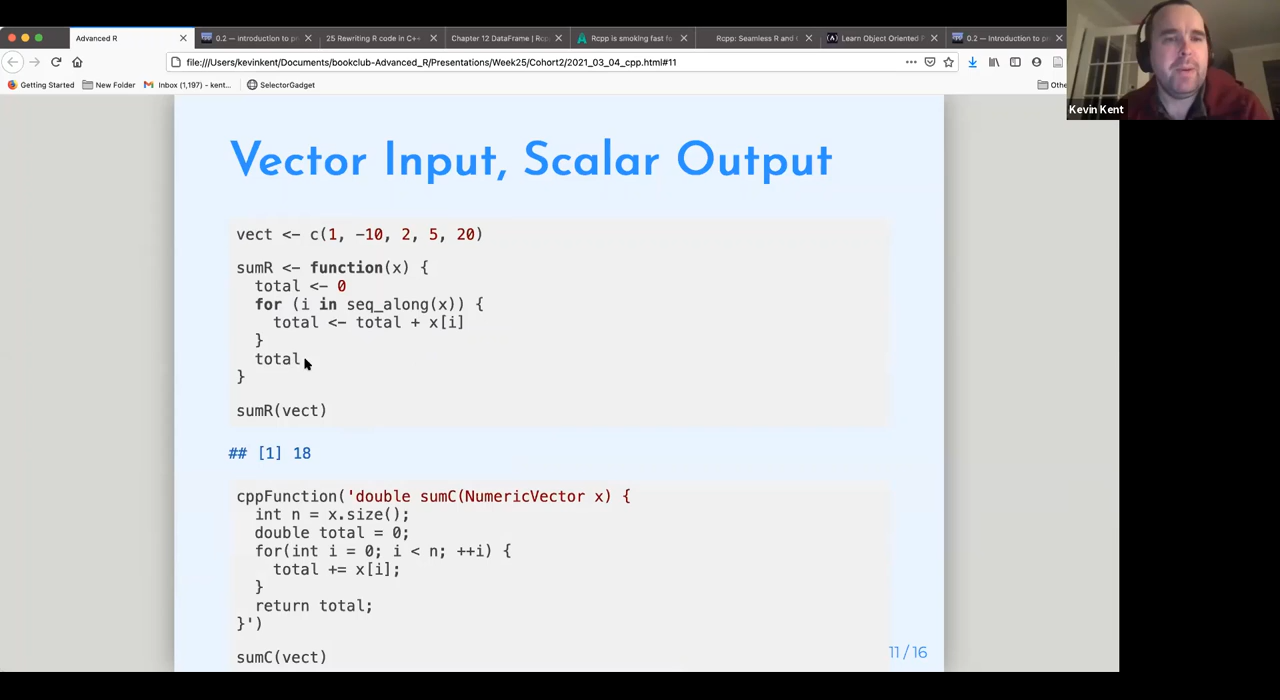 Advanced R
0.2 — introduction to p
25 Rewriting R code in C++
Chapter 12 DataFrame | Rcp
Rcpp is smoking fast fo
Rcpp: Seamless R and
Learn Object Oriented
0.2 — Introduction to p
file:///Users/kevinkent/Documents/bookclub-Advanced_R/Presentations/Week25/Cohort2/2021_03_04_cpp.html#11
Getting Started
New Folder
Inbox (1,197) - kent...
SelectorGadget
Othe
Kevin Kent
Vector Input, Scalar Output
vect <- c(1, -10, 2, 5, 20)
sumR <- function(x) {
total <- 0
for (i in seq_along(x)) {
total <- total + x[i]
}
total
}
sumR(vect)
## [1] 18
cppFunction('double sumC(NumericVector x) {
int n = x.size();
double total = 0;
for(int i = 0; i < n; ++i) {
total += x[i];
}
return total;
}')
sumC(vect)
11 / 16